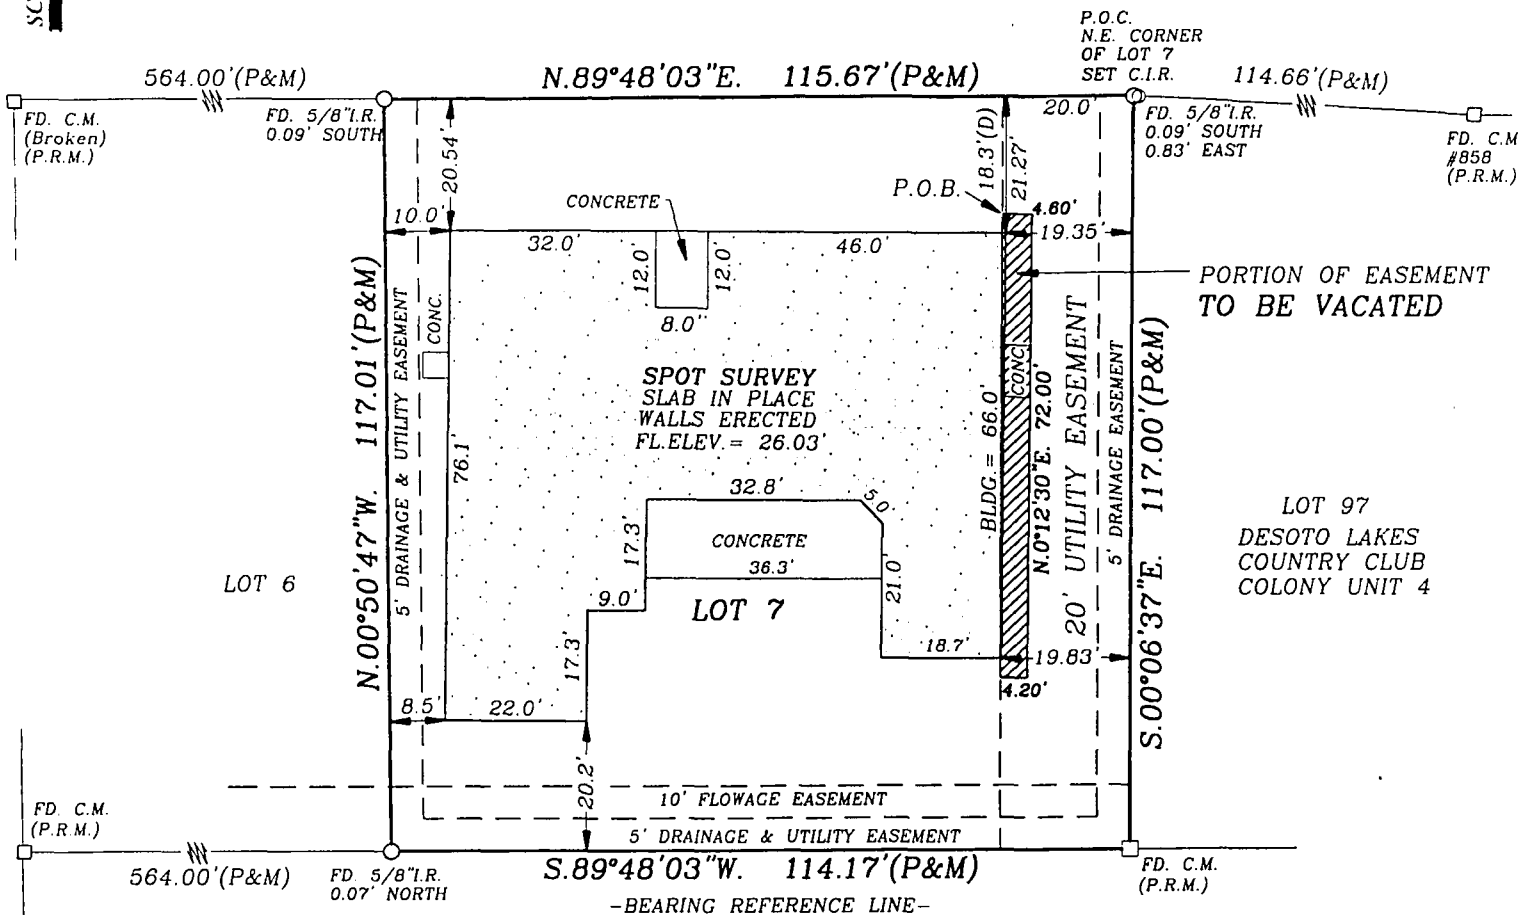 SC
P.O.C.
N.E. CORNER
OF LOT 7
SET C.I.R.
564.00'(P&M)
N.89°48'03"E. 115.67'(P&M)
114.66'(P&M)
FD. C.M.
(Broken)
(P.R.M.)
FD. 5/8"I.R.
0.09' SOUTH
20.54'
18.3'(D)
21.27'
20.0'
FD. 5/8"I.R.
0.09' SOUTH
0.83' EAST
FD. C.M
#858
(P.R.M.)
P.O.B.
CONCRETE
4.60'
10.0'
32.0'
46.0'
19.35'
12.0'
12.0'
8.0"
PORTION OF EASEMENT
TO BE VACATED
N.00°50'47"W. 117.01'(P&M)
5' DRAINAGE & UTILITY EASEMENT
CONC.
76.1'
SPOT SURVEY
SLAB IN PLACE
WALLS ERECTED
FL.ELEV.= 26.03'
BLDG.= 66.0'
CONC
N.0°12'30"E. 72.00'
20' UTILITY EASEMENT
5' DRAINAGE EASEMENT
S.00°06'37"E. 117.00'(P&M)
32.8'
5.0'
17.3'
CONCRETE
36.3'
21.0'
LOT 97
DESOTO LAKES
COUNTRY CLUB
COLONY UNIT 4
LOT 6
9.0'
LOT 7
17.3'
18.7'
19.83'
4.20'
8.5'
22.0'
20.2'
10' FLOWAGE EASEMENT
5' DRAINAGE & UTILITY EASEMENT
FD. C.M.
(P.R.M.)
564.00'(P&M)
FD. 5/8"I.R.
0.07' NORTH
S.89°48'03"W. 114.17'(P&M)
-BEARING REFERENCE LINE-
FD. C.M.
(P.R.M.)